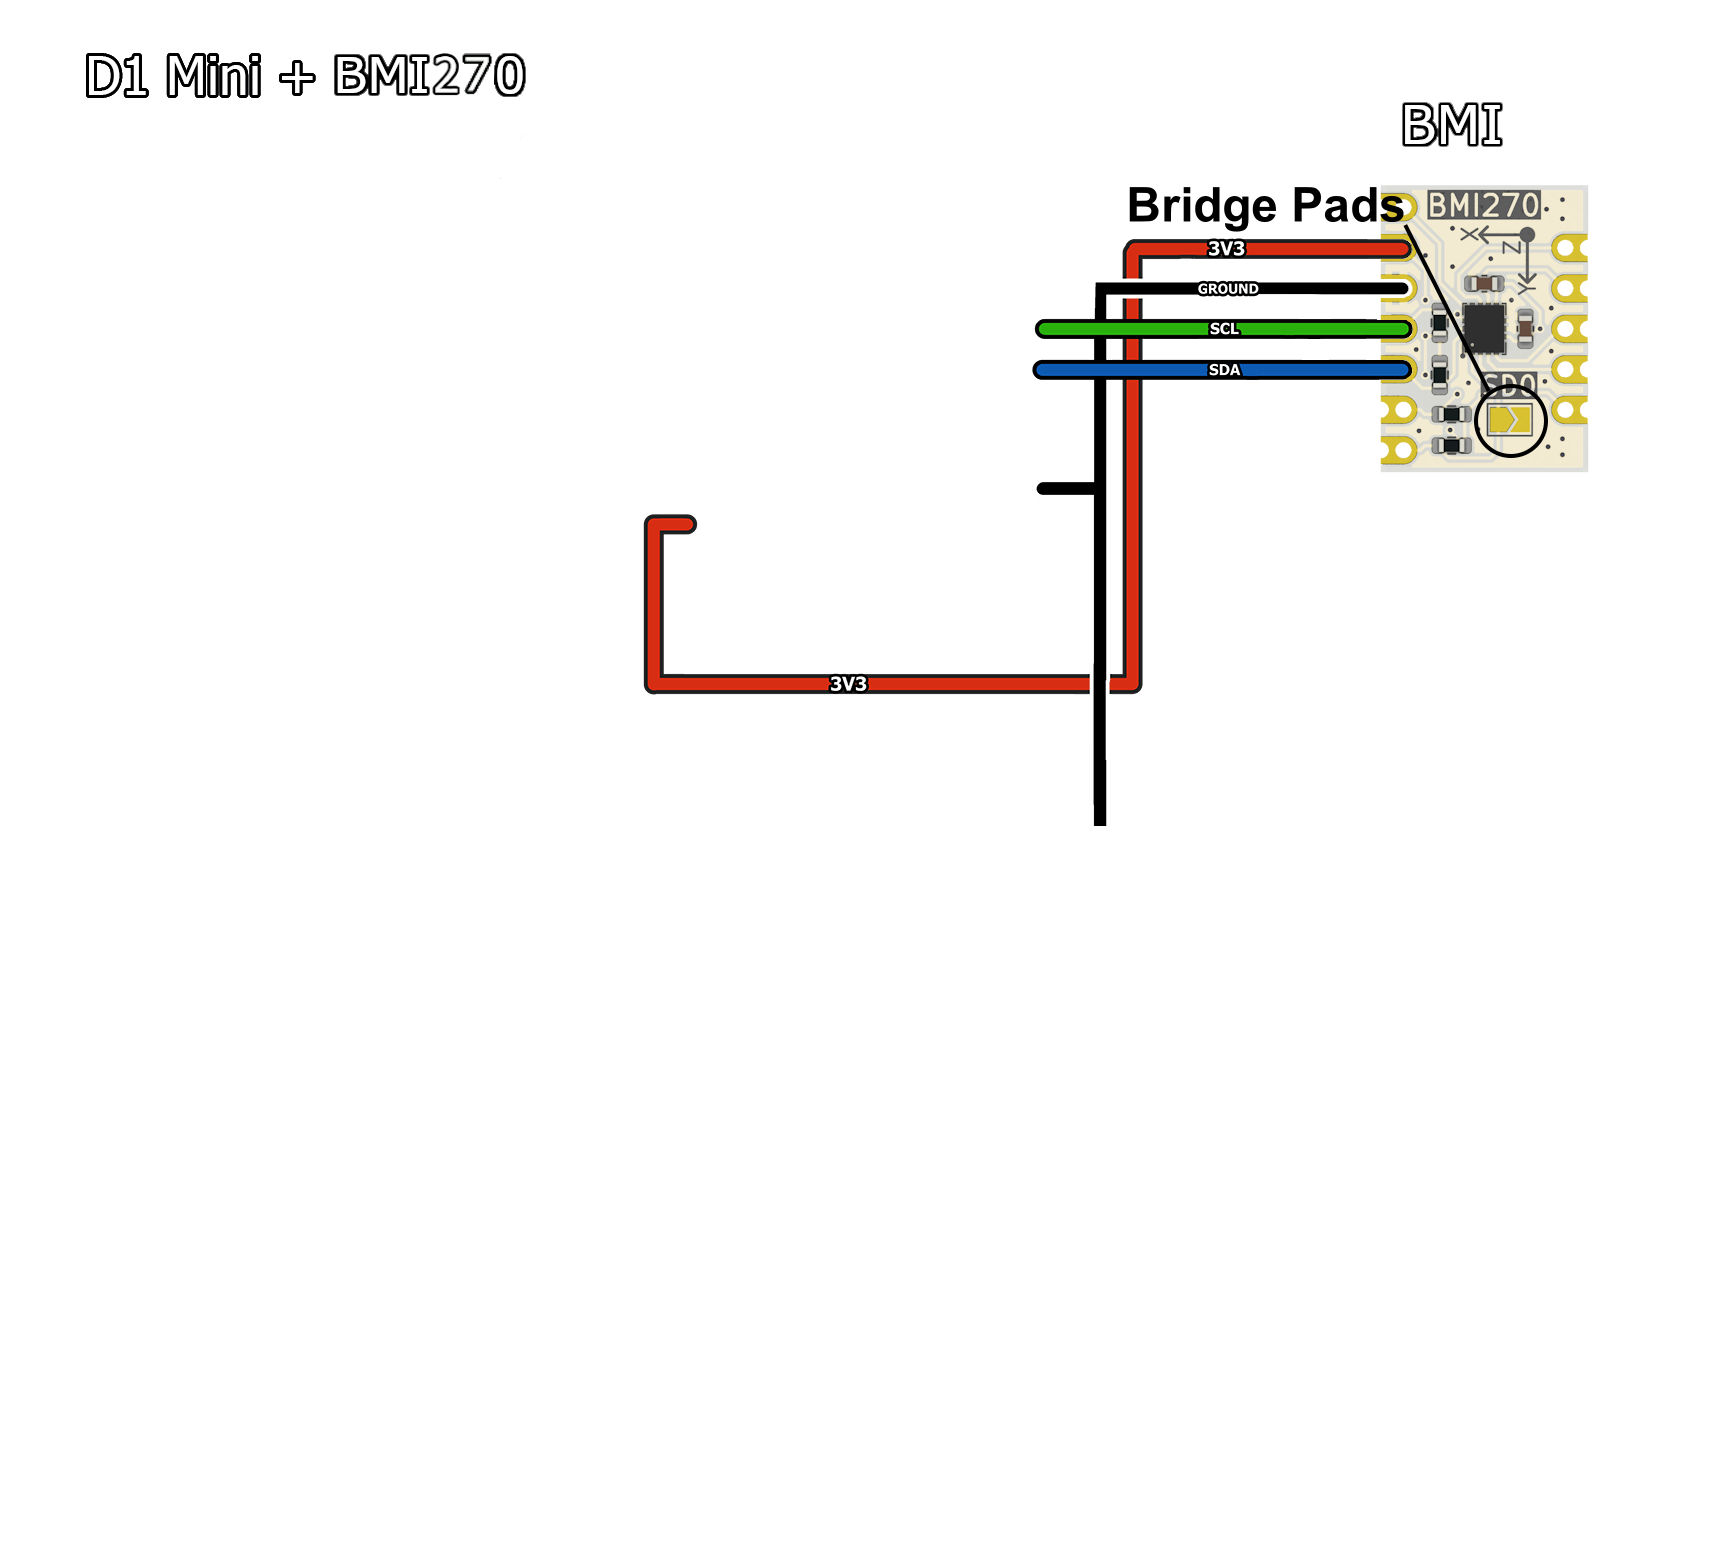 D1 Mini + BMI270
BMI
Bridge Pads
BMI270
X
Z
Y
3V3
GROUND
SCL
SDA
SDO
3V3